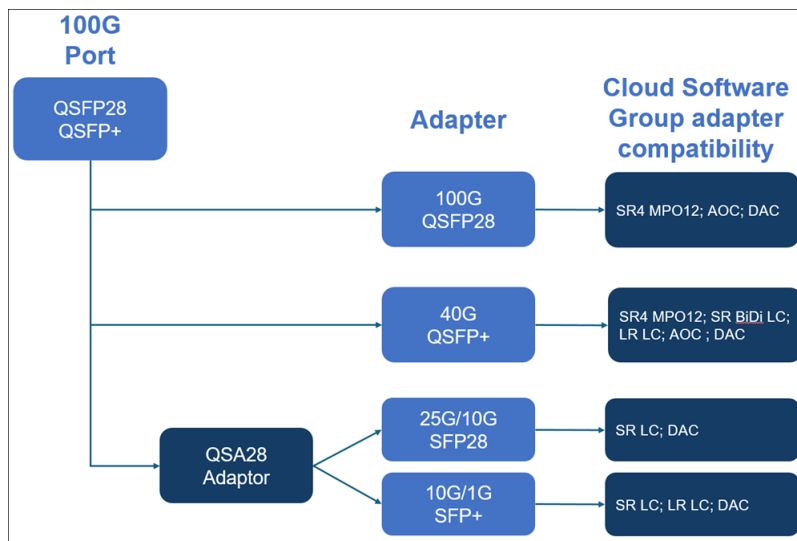 100G
Port
QSFP28
QSFP+
Adapter
Cloud Software
Group adapter
compatibility
100G
QSFP28
SR4 MPO12; AOC; DAC
40G
QSFP+
SR4 MPO12; SR BiDi LC;
LR LC; AOC ; DAC
QSA28
Adaptor
25G/10G
SFP28
SR LC; DAC
10G/1G
SFP+
SR LC; LR LC; DAC